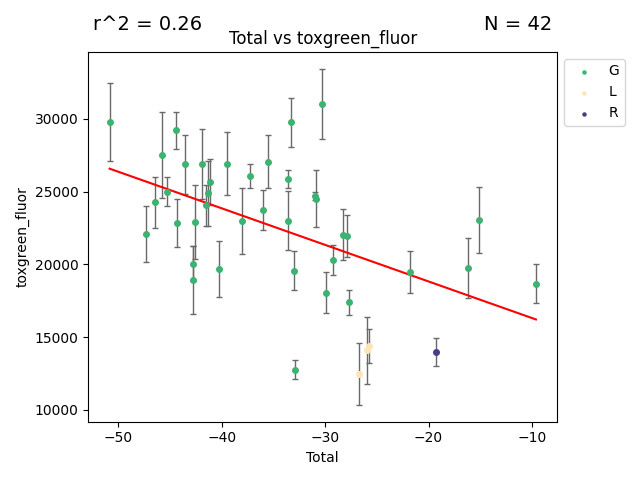 r^2 = 0.26
N = 42
Total vs toxgreen_fluor
G
L
R
30000
25000
20000
15000
10000
toxgreen_fluor
−50
−40
−30
−20
−10
Total